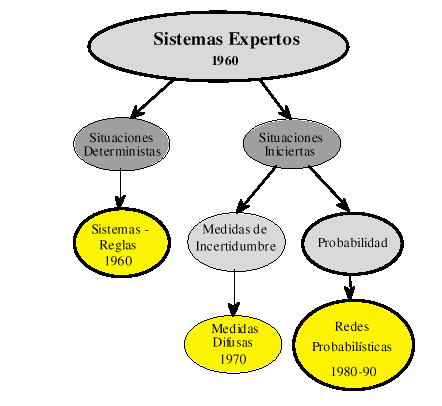 Sistemas Expertos
1960
Situaciones
Deterministas
Situaciones
Iniciertas
Sistemas -
Reglas
1960
Medidas de
Incertidumbre
Probabilidad
Medidas
Difusas
1970
Redes
Probabilísticas
1980-90